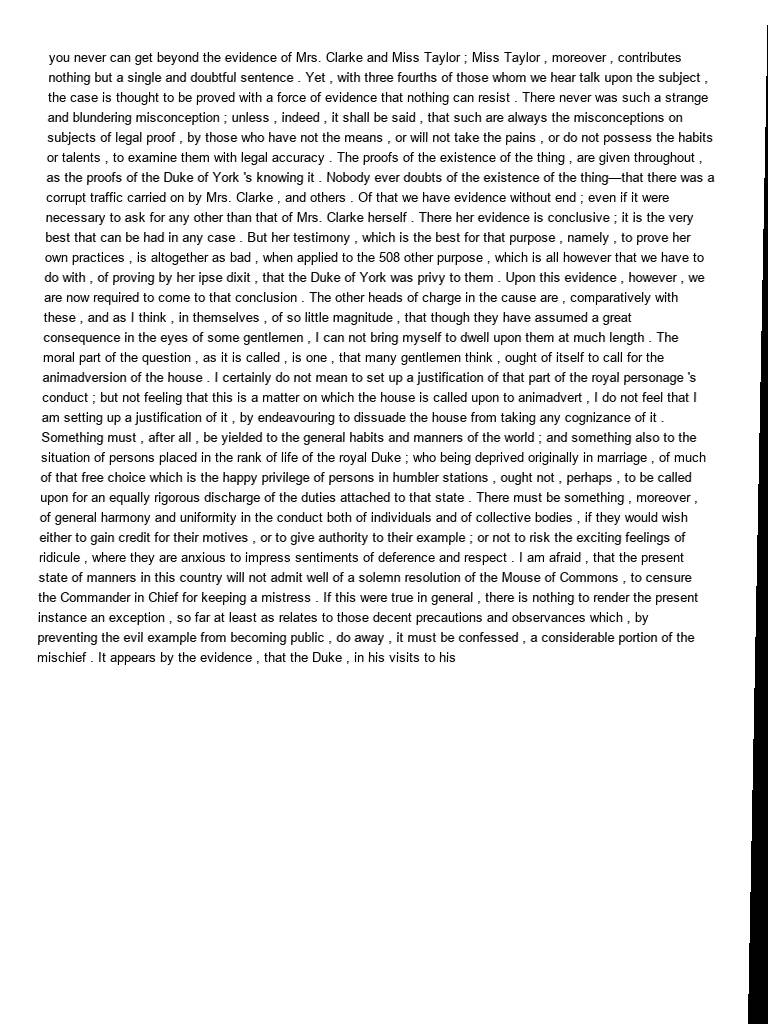 you never can get beyond the evidence of Mrs. Clarke and Miss Taylor ; Miss Taylor , moreover , contributes
nothing but a single and doubtful sentence . Yet , with three fourths of those whom we hear talk upon the subject ,
the case is thought to be proved with a force of evidence that nothing can resist . There never was such a strange
and blundering misconception ; unless , indeed , it shall be said , that such are always the misconceptions on
subjects of legal proof , by those who have not the means , or will not take the pains , or do not possess the habits
or talents , to examine them with legal accuracy . The proofs of the existence of the thing , are given throughout ,
as the proofs of the Duke of York 's knowing it . Nobody ever doubts of the existence of the thing—that there was a
corrupt traffic carried on by Mrs. Clarke , and others . Of that we have evidence without end ; even if it were
necessary to ask for any other than that of Mrs. Clarke herself . There her evidence is conclusive ; it is the very
best that can be had in any case . But her testimony , which is the best for that purpose , namely , to prove her
own practices , is altogether as bad , when applied to the 508 other purpose , which is all however that we have to
do with , of proving by her ipse dixit , that the Duke of York was privy to them . Upon this evidence , however , we
are now required to come to that conclusion . The other heads of charge in the cause are , comparatively with
these , and as I think , in themselves , of so little magnitude , that though they have assumed a great
consequence in the eyes of some gentlemen , I can not bring myself to dwell upon them at much length . The
moral part of the question , as it is called , is one , that many gentlemen think , ought of itself to call for the
animadversion of the house . I certainly do not mean to set up a justification of that part of the royal personage 's
conduct ; but not feeling that this is a matter on which the house is called upon to animadvert , I do not feel that I
am setting up a justification of it , by endeavouring to dissuade the house from taking any cognizance of it .
Something must , after all , be yielded to the general habits and manners of the world ; and something also to the
situation of persons placed in the rank of life of the royal Duke ; who being deprived originally in marriage , of much
of that free choice which is the happy privilege of persons in humbler stations , ought not , perhaps , to be called
upon for an equally rigorous discharge of the duties attached to that state . There must be something , moreover ,
of general harmony and uniformity in the conduct both of individuals and of collective bodies , if they would wish
either to gain credit for their motives , or to give authority to their example ; or not to risk the exciting feelings of
ridicule , where they are anxious to impress sentiments of deference and respect . I am afraid , that the present
state of manners in this country will not admit well of a solemn resolution of the Mouse of Commons , to censure
the Commander in Chief for keeping a mistress . If this were true in general , there is nothing to render the present
instance an exception , so far at least as relates to those decent precautions and observances which , by
preventing the evil example from becoming public , do away , it must be confessed , a considerable portion of the
mischief . It appears by the evidence , that the Duke , in his visits to his